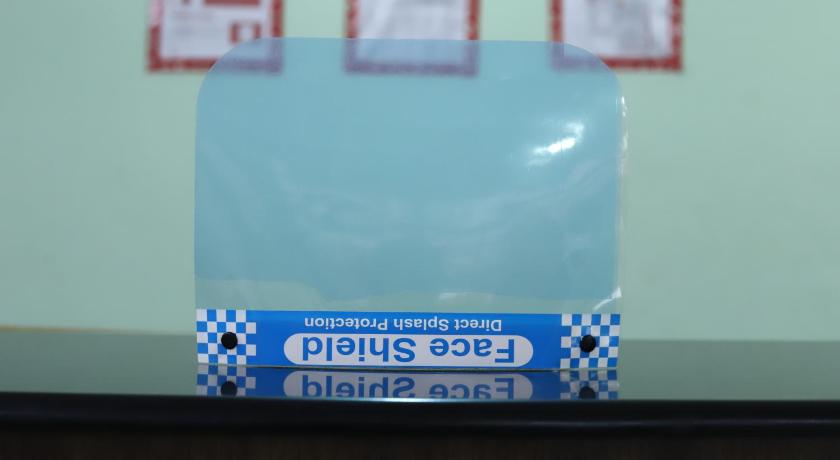 Face Shield
Direct Splash Protection